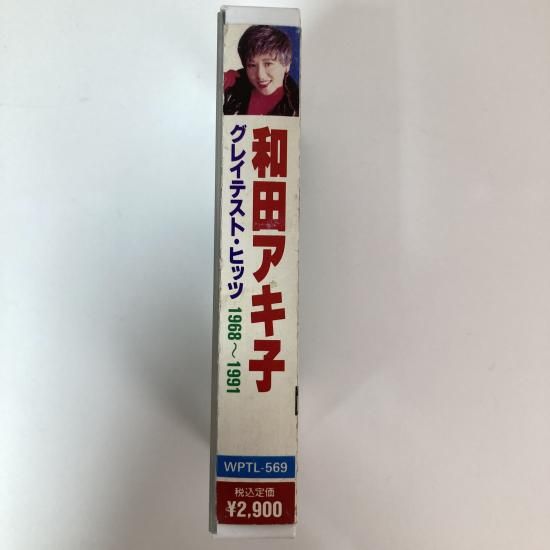 和田アキ子
グレイテスト・ヒッツ 1968〜1991
WPTL-569
税込定価
¥2,900